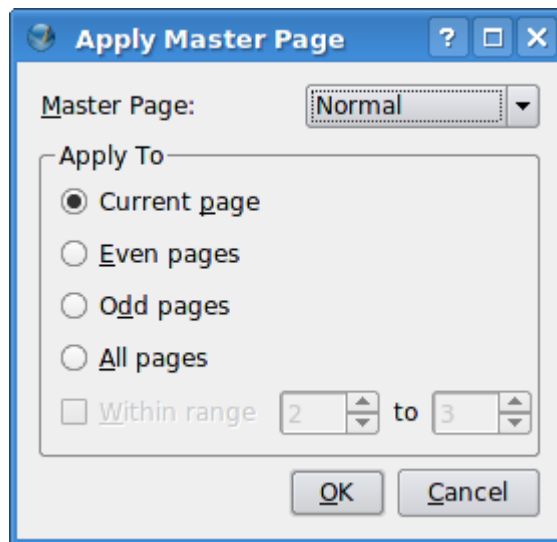 Apply Master Page ?
Master Page: Normal
Apply To
Current page
Even pages
Odd pages
All pages
Within range 2 to 3
OK Cancel